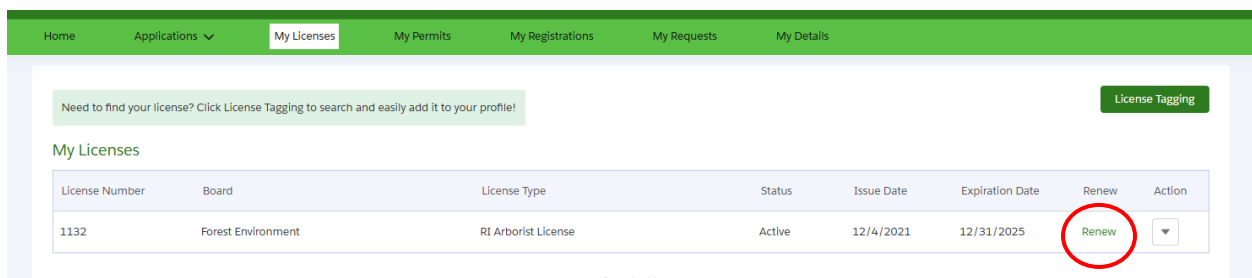 Home Applications My Licenses My Permits My Registrations My Requests My Details
Need to find your license? Click License Tagging to search and easily add it to your profile!
License Tagging
My Licenses
License Number Board License Type Status Issue Date Expiration Date Renew Action
1132 Forest Environment RI Arborist License Active 12/4/2021 12/31/2025 Renew